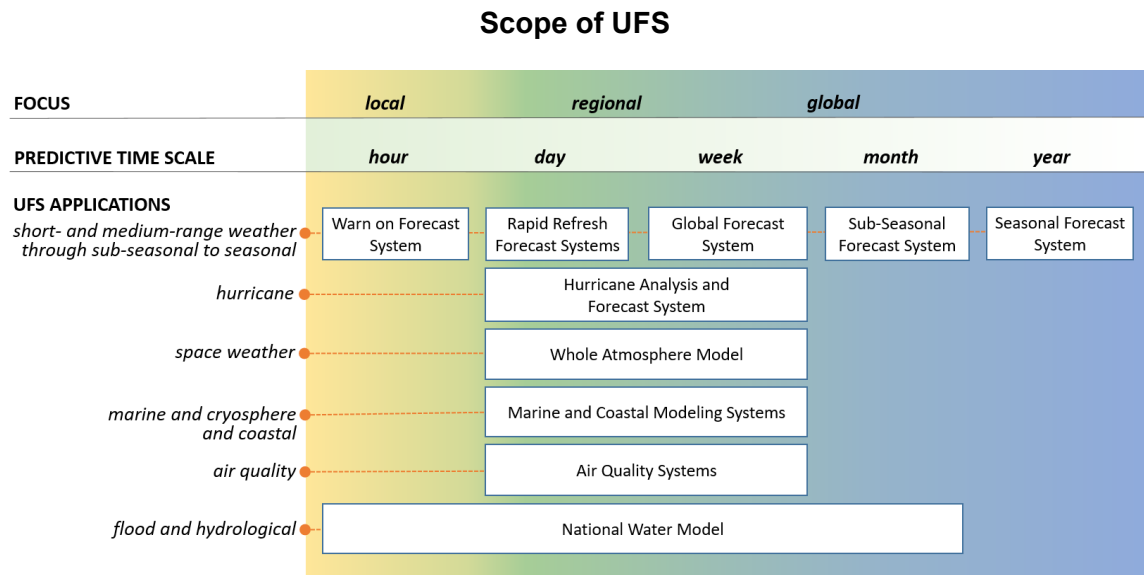 Scope of UFS
FOCUS
local
regional
global
PREDICTIVE TIME SCALE
hour
day
week
month
year
UFS APPLICATIONS
short- and medium-range weather
through sub-seasonal to seasonal
Warn on Forecast
System
Rapid Refresh
Forecast Systems
Global Forecast
System
Sub-Seasonal
Forecast System
Seasonal Forecast
System
hurricane
Hurricane Analysis and
Forecast System
space weather
Whole Atmosphere Model
marine and cryosphere
and coastal
Marine and Coastal Modeling Systems
air quality
Air Quality Systems
flood and hydrological
National Water Model